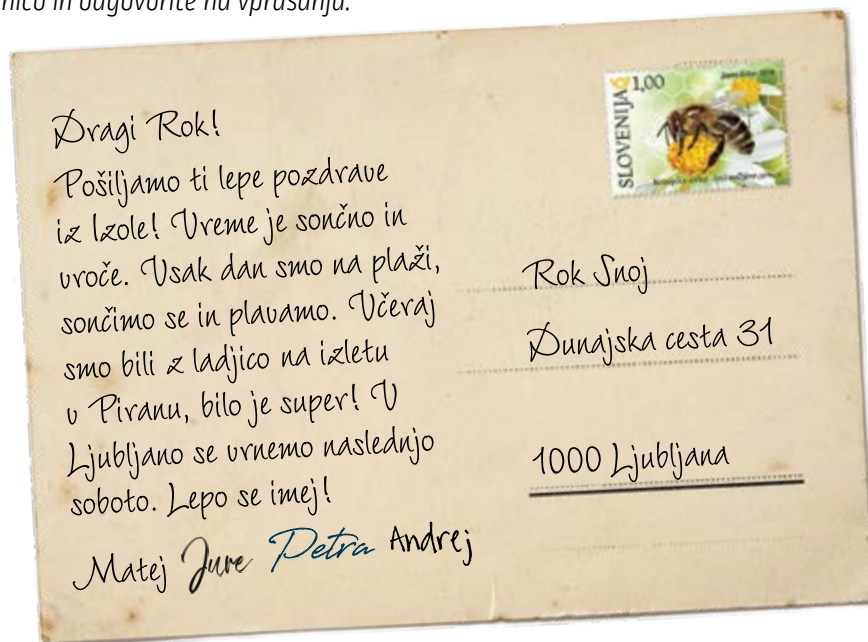 in odgovorite na vprašanja.
Dragi Rok!
Pošiljamo ti lepe pozdrave
iz Izole! Vreme je sončno in
vroče. Vsak dan smo na plaži,
sončimo se in plavamo. Včeraj
smo bili z ladjico na izletu
v Piranu, bilo je super! V
Ljubljano se vrnemo naslednjo
soboto. Lepo se imej!
Matej Jure Petra Andrej
SLOVENIJA 1,00
Rok Snoj
Dunajska cesta 31
1000 Ljubljana